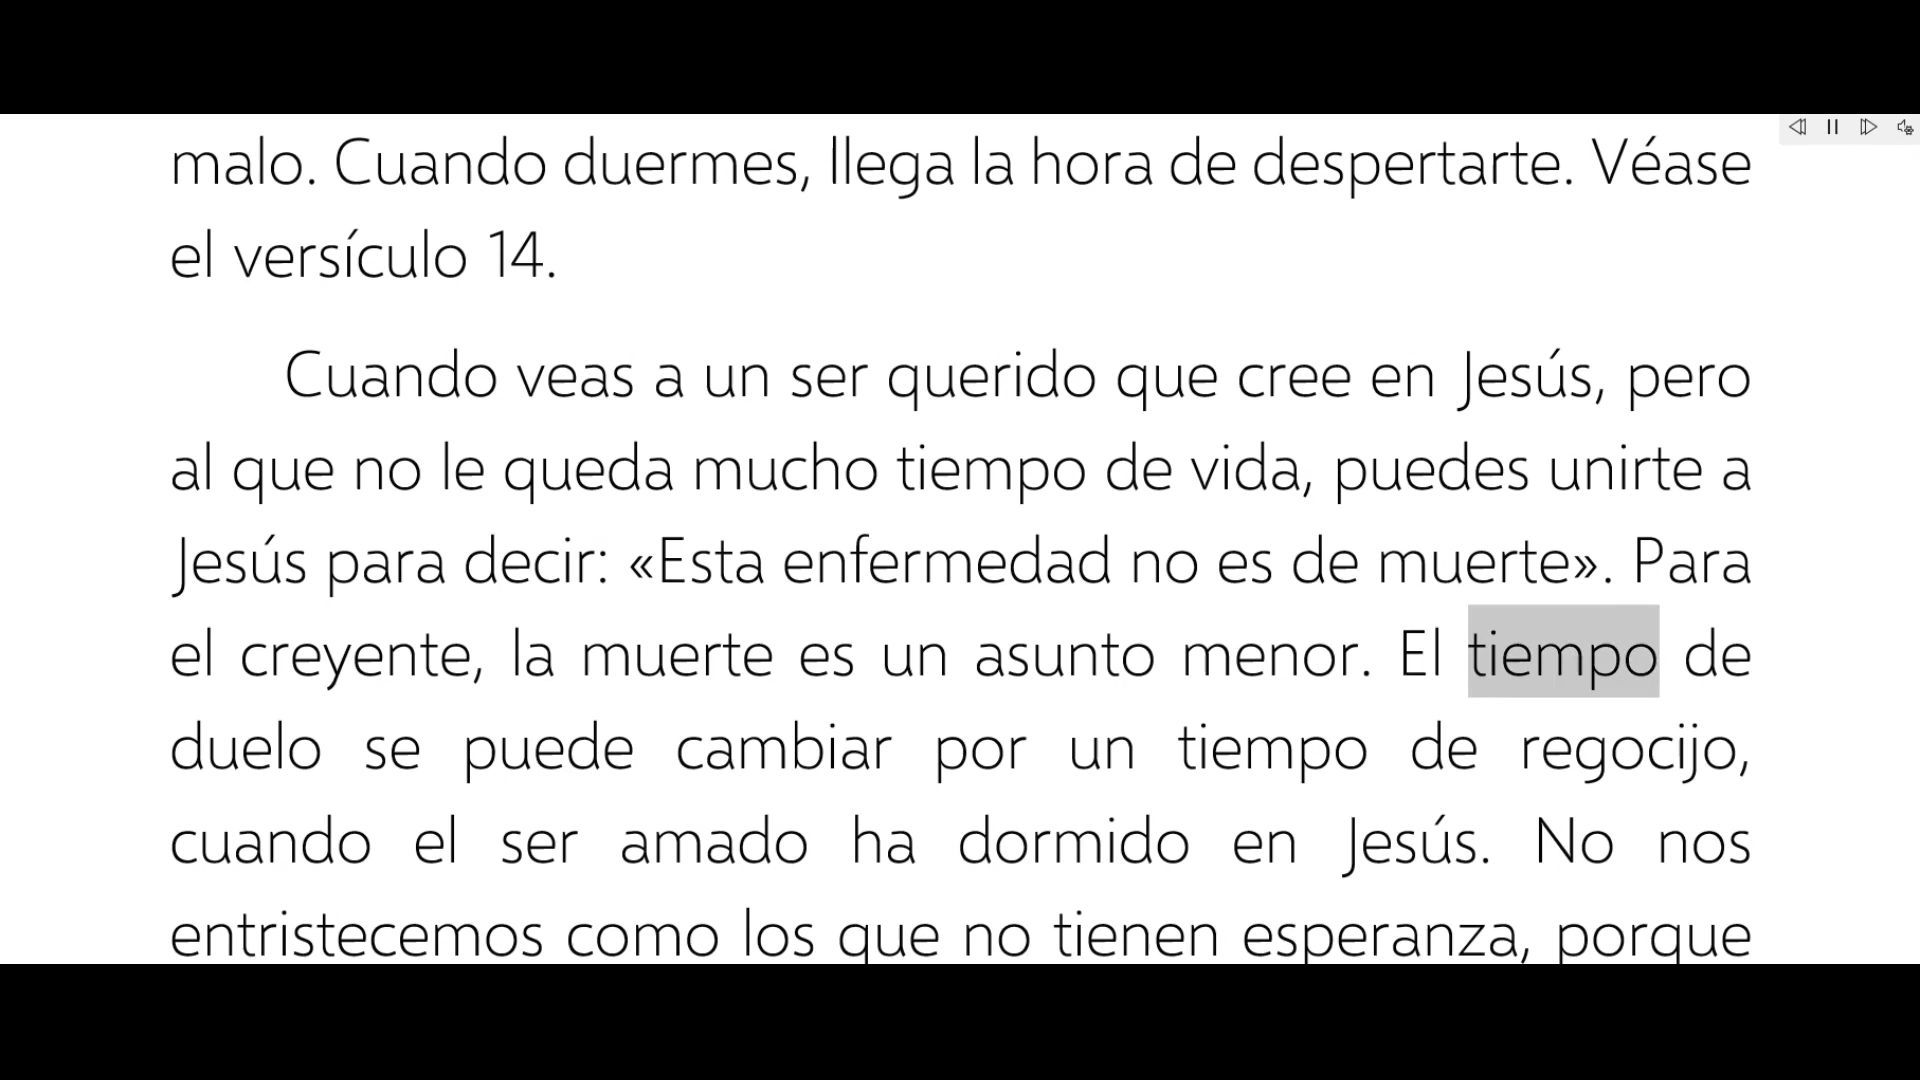 malo. Cuando duermes, llega la hora de despertarte. Véase
el versículo 14.
Cuando veas a un ser querido que cree en Jesús, pero
al que no le queda mucho tiempo de vida, puedes unirte a
Jesús para decir: «Esta enfermedad no es de muerte». Para
el creyente, la muerte es un asunto menor. El tiempo de
duelo se puede cambiar por un tiempo de regocijo,
cuando el ser amado ha dormido en Jesús. No nos
entristecemos como los que no tienen esperanza, porque